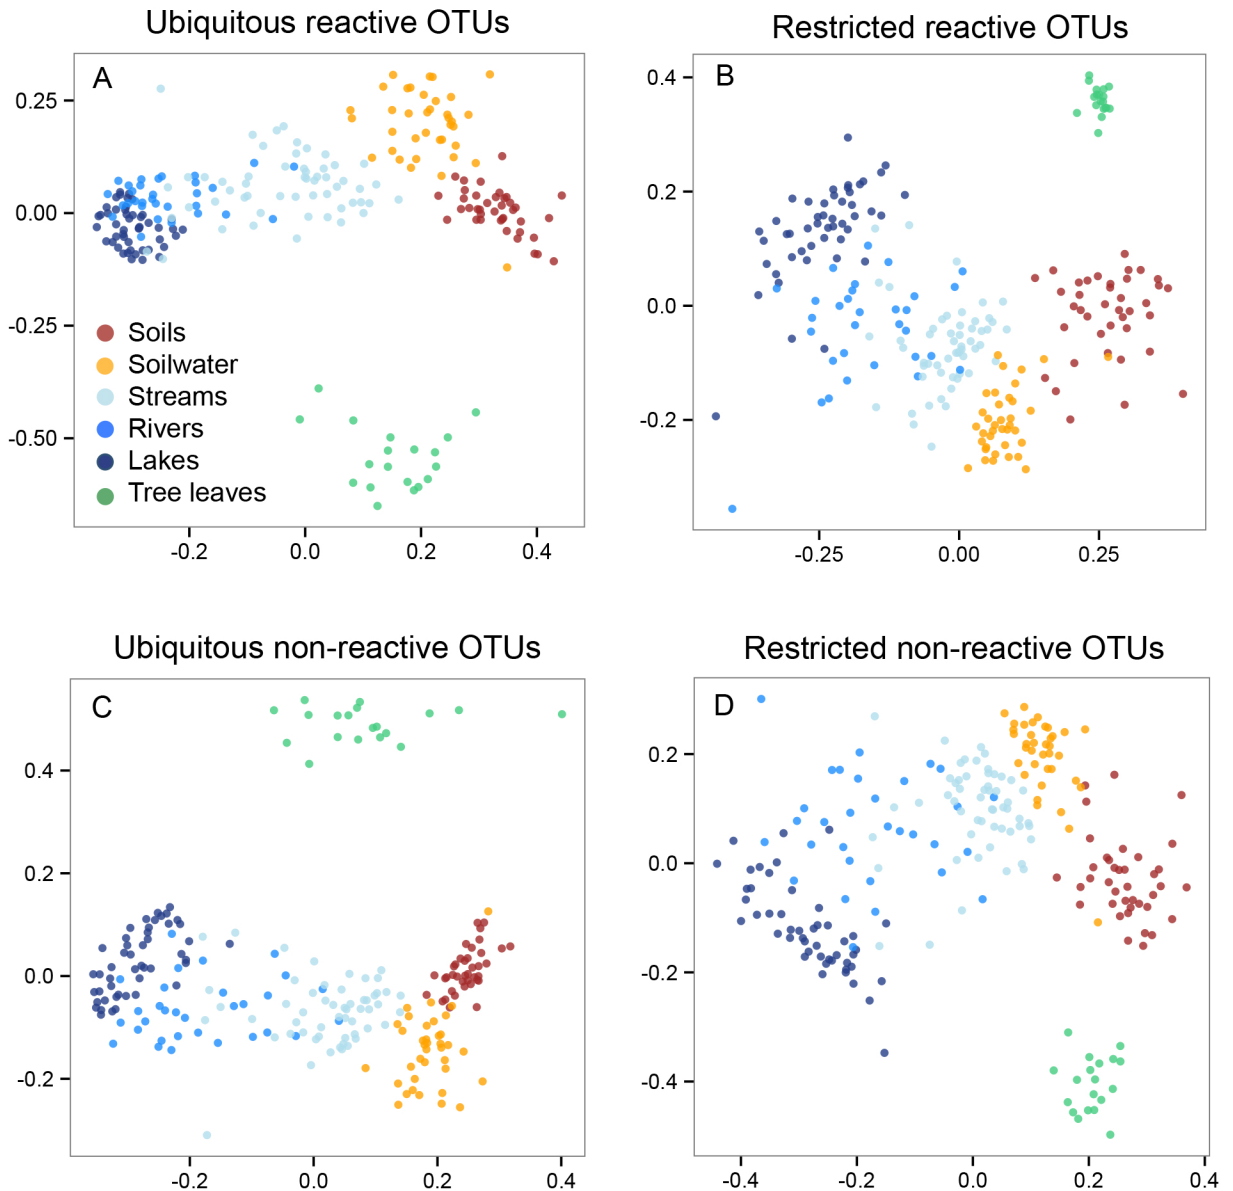 Ubiquitous reactive OTUs
Restricted reactive OTUs
A
B
0.25
0.00
-0.25
-0.50
0.4
0.2
0.0
-0.2
Soils
Soilwater
Streams
Rivers
Lakes
Tree leaves
-0.2 0.0 0.2 0.4
-0.25 0.00 0.25
Ubiquitous non-reactive OTUs
Restricted non-reactive OTUs
C
D
0.4
0.2
0.0
-0.2
0.2
0.0
-0.2
-0.4
-0.2 0.0 0.2 0.4
-0.4 -0.2 0.0 0.2 0.4